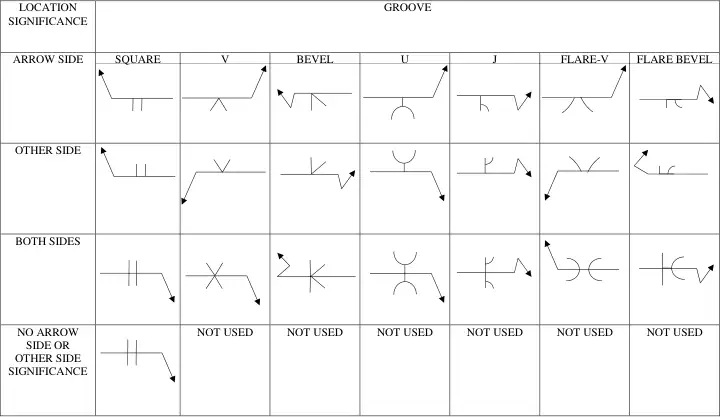 LOCATION
SIGNIFICANCE
GROOVE
ARROW SIDE
SQUARE
V
BEVEL
U
J
FLARE-V
FLARE BEVEL
OTHER SIDE
BOTH SIDES
NO ARROW
SIDE OR
OTHER SIDE
SIGNIFICANCE
NOT USED
NOT USED
NOT USED
NOT USED
NOT USED
NOT USED